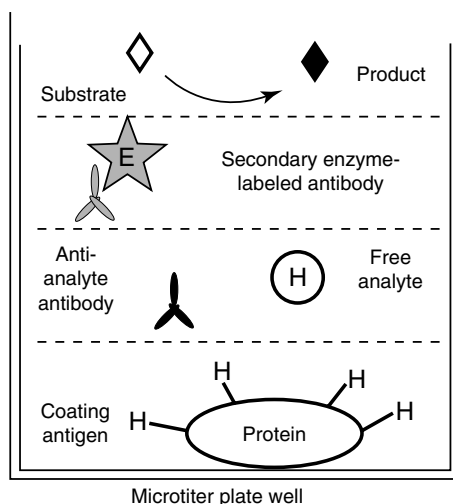 Substrate
Product
E
Secondary enzyme-
labeled antibody
Anti-
analyte
antibody
H
Free
analyte
Coating
antigen
H
H
H
H
Protein
Microtiter plate well